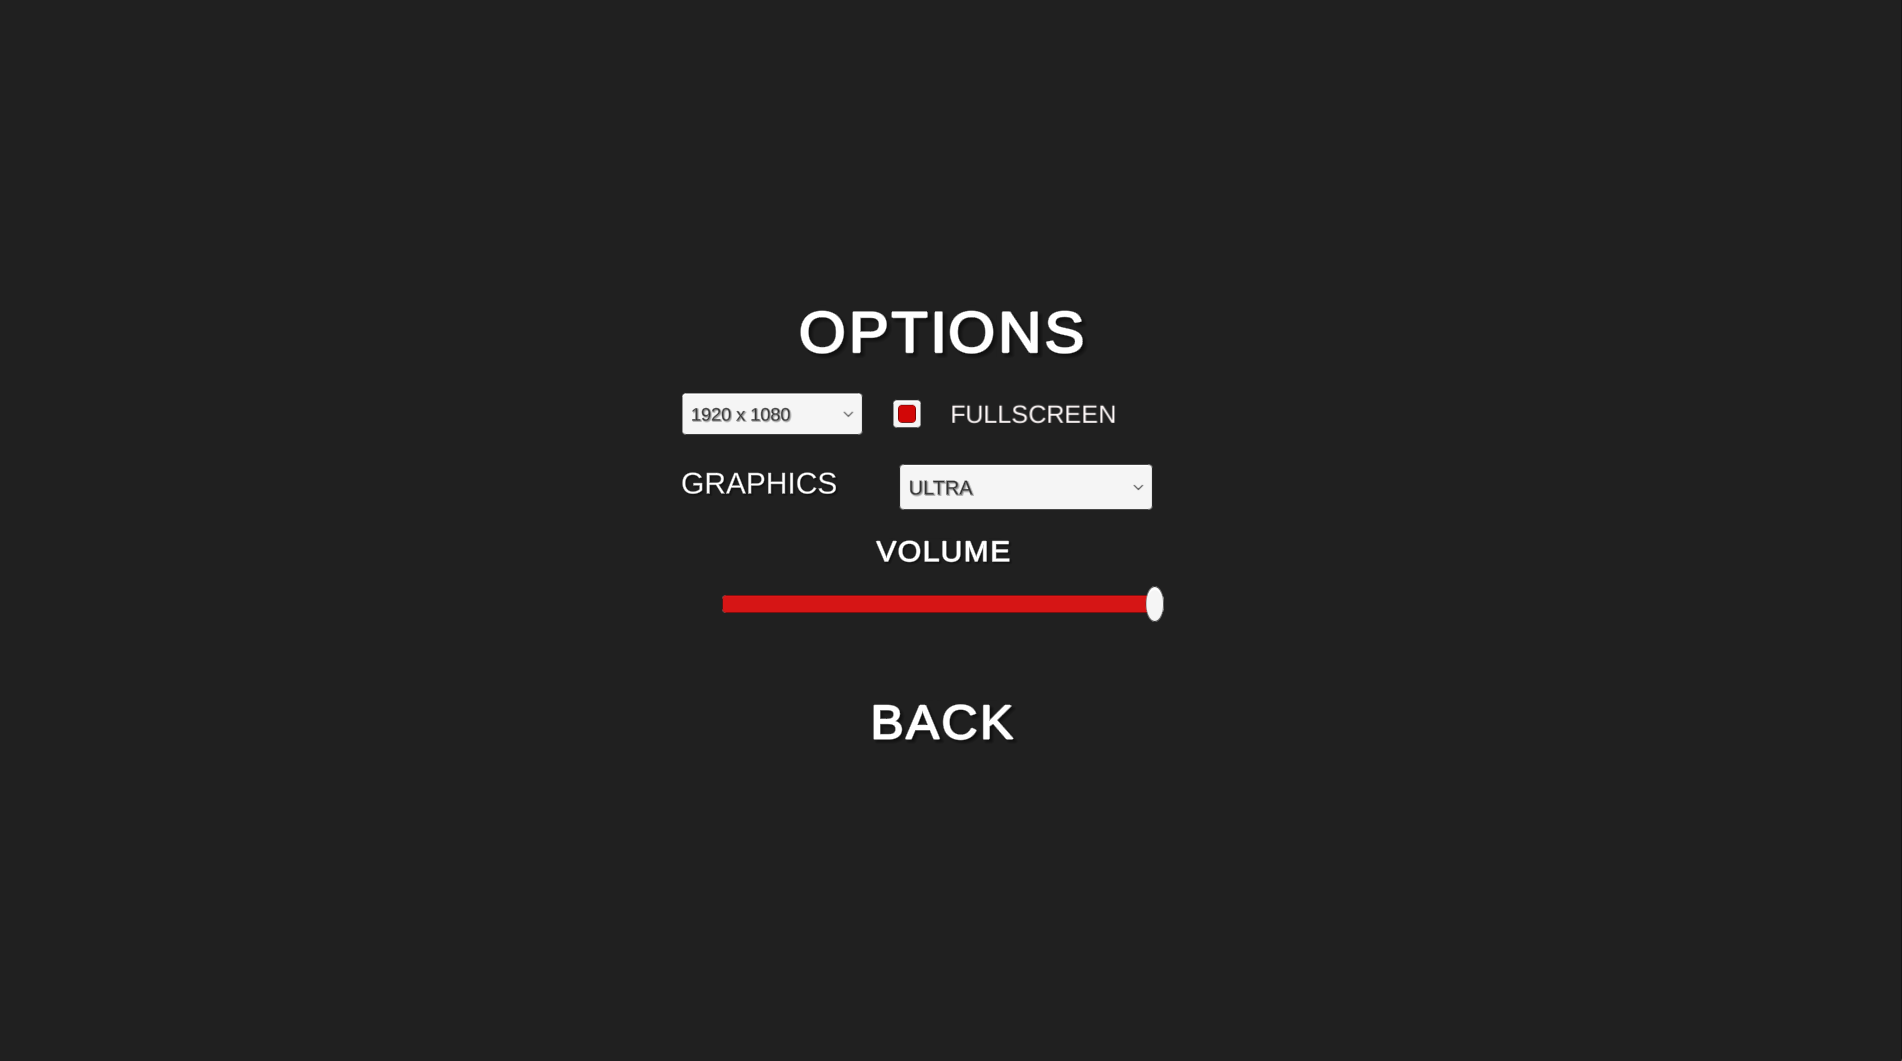 OPTIONS
1920 x 1080 FULLSCREEN
GRAPHICS ULTRA
VOLUME
BACK